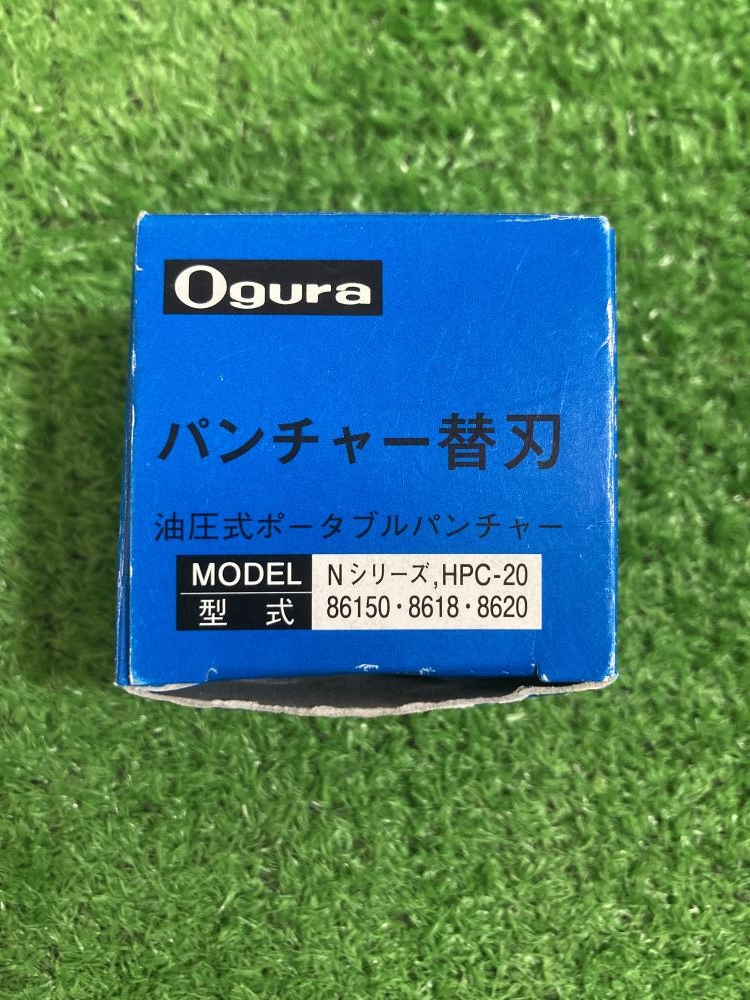 Ogura
パンチャー替刃
油圧式ポータブルパンチャー
MODEL Nシリーズ,HPC-20
型式 86150・8618・8620